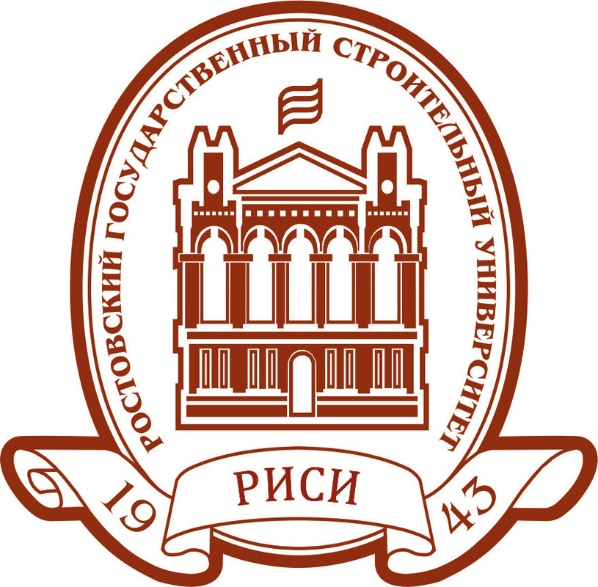 РОСТОВСКИЙ ГОСУДАРСТВЕННЫЙ СТРОИТЕЛЬНЫЙ УНИВЕРСИТЕТ
19 РИСИ 43